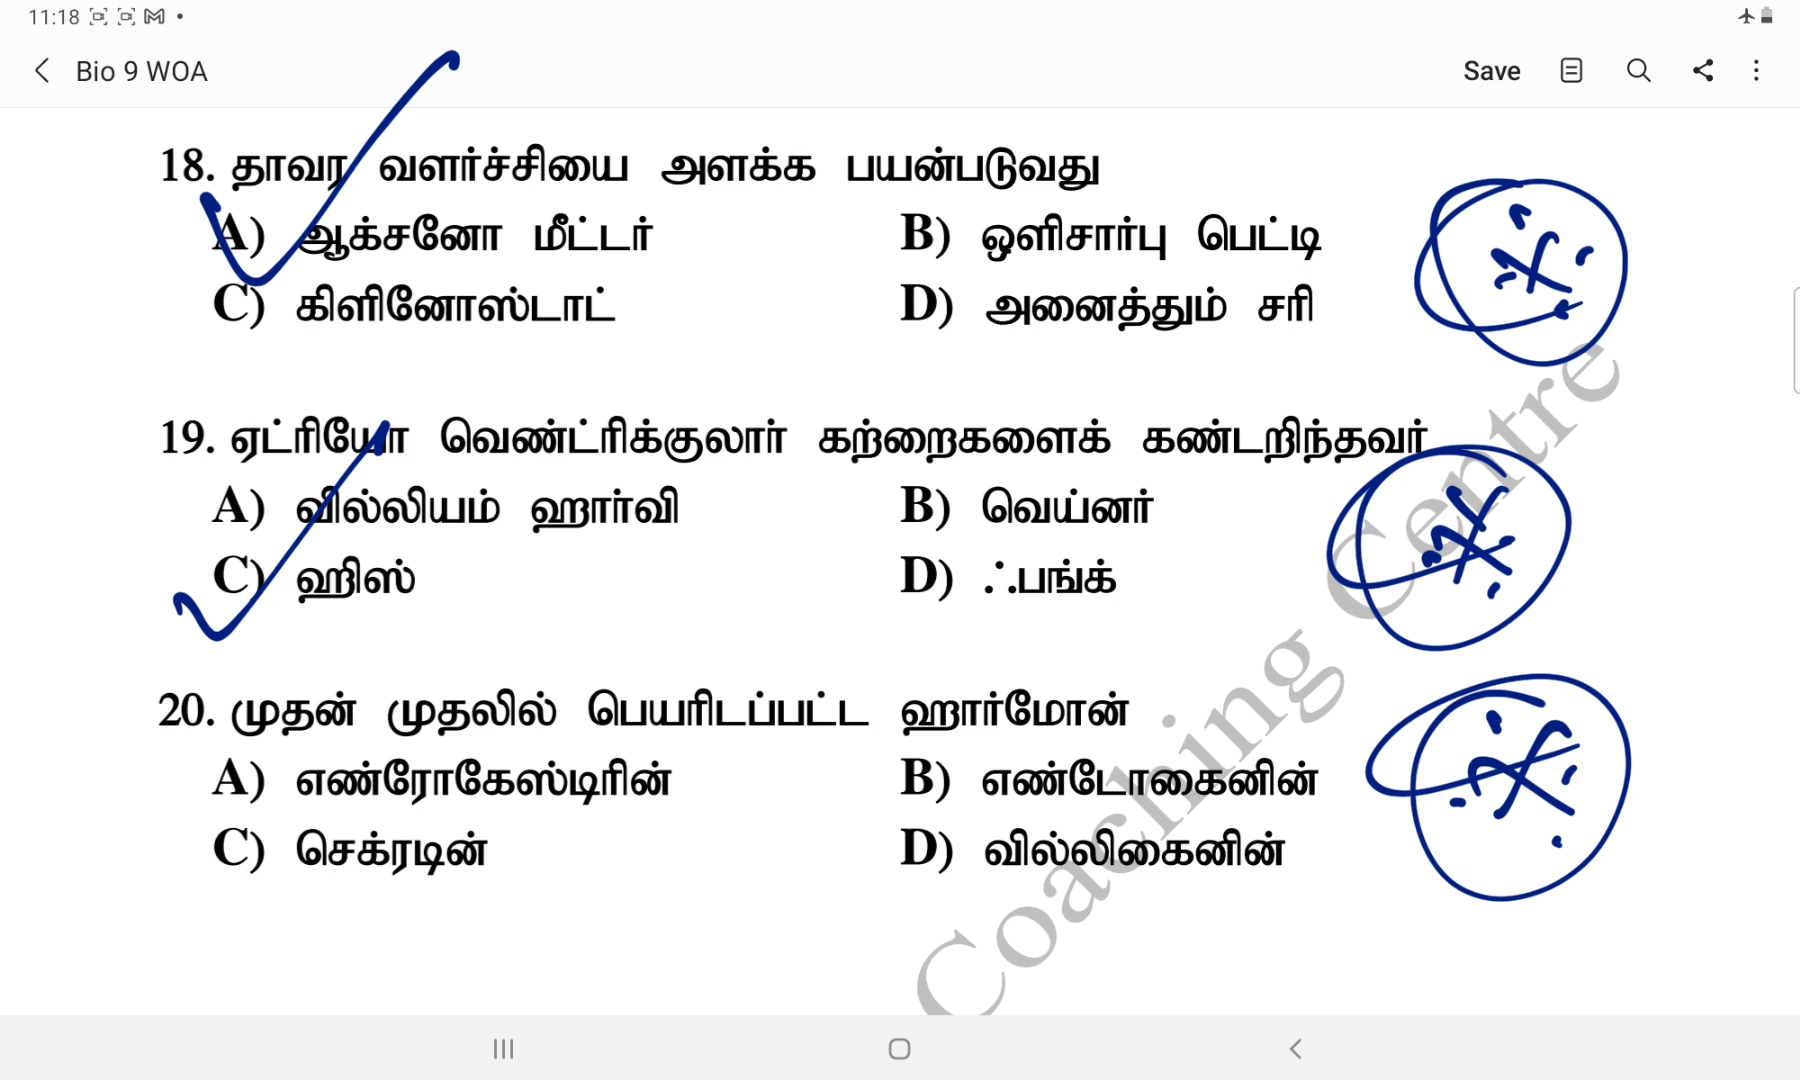 11:18
Bio 9 WOA
Save
18. தாவர வளர்ச்சியை அளக்க பயன்படுவது
A) ஆக்சனோ மீட்டர் B) ஒளிசார்பு பெட்டி
C) கிளினோஸ்டாட் D) அனைத்தும் சரி
19. ஏட்ரியோ வெண்ட்ரிக்குலார் கற்றைகளைக் கண்டறிந்தவர்
A) வில்லியம் ஹார்வி B) வெய்னர்
C) ஹிஸ் D) ஃபங்க்
20. முதன் முதலில் பெயரிடப்பட்ட ஹார்மோன்
A) எண்ரோகேஸ்டிரின் B) எண்டோகைனின்
C) செக்ரடின் D) வில்லிகைனின்
Coaching Centre